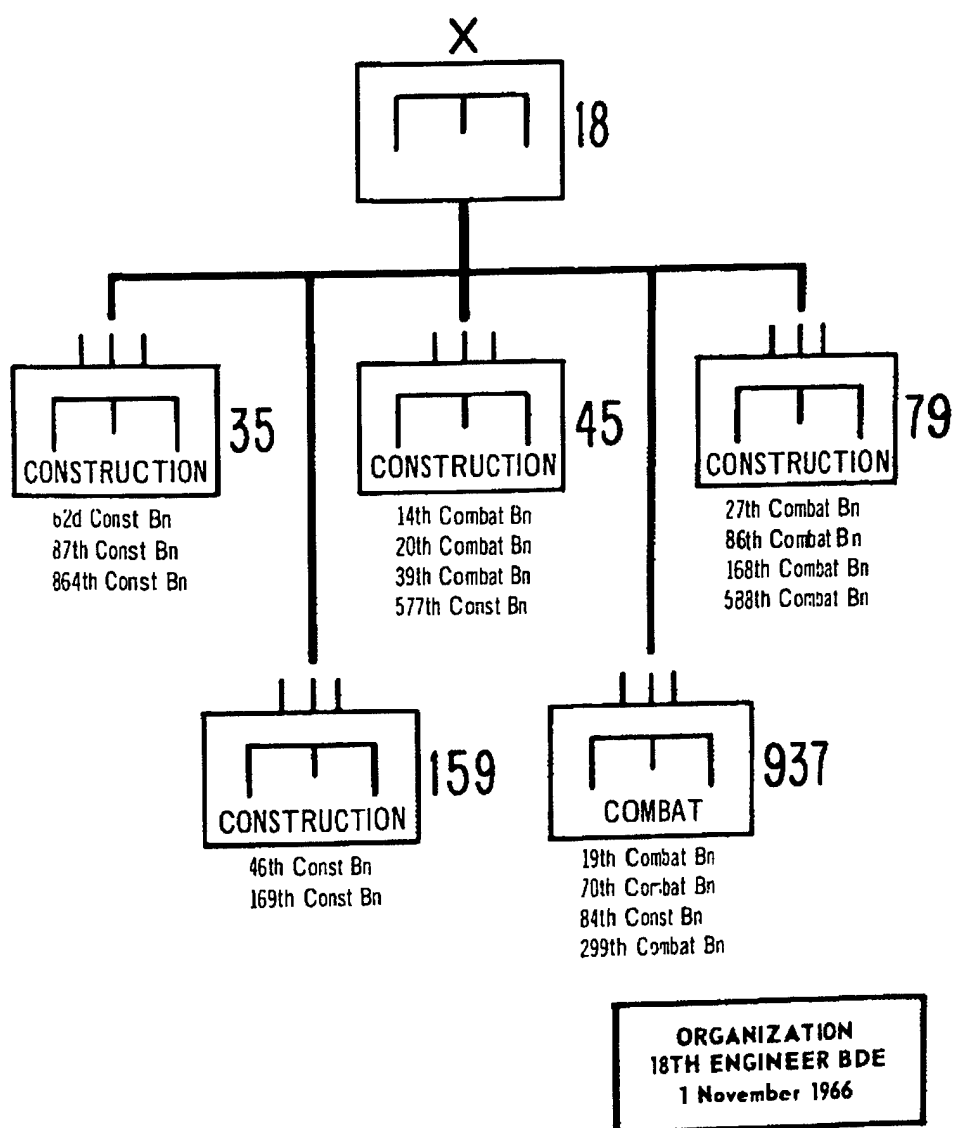 X
18
CONSTRUCTION 35
62d Const Bn
87th Const Bn
864th Const Bn
CONSTRUCTION 45
14th Combat Bn
20th Combat Bn
39th Combat Bn
577th Const Bn
CONSTRUCTION 79
27th Combat Bn
86th Combat Bn
168th Combat Bn
588th Combat Bn
CONSTRUCTION 159
46th Const Bn
169th Const Bn
COMBAT 937
19th Combat Bn
70th Combat Bn
84th Const Bn
299th Combat Bn
ORGANIZATION
18TH ENGINEER BDE
1 November 1966